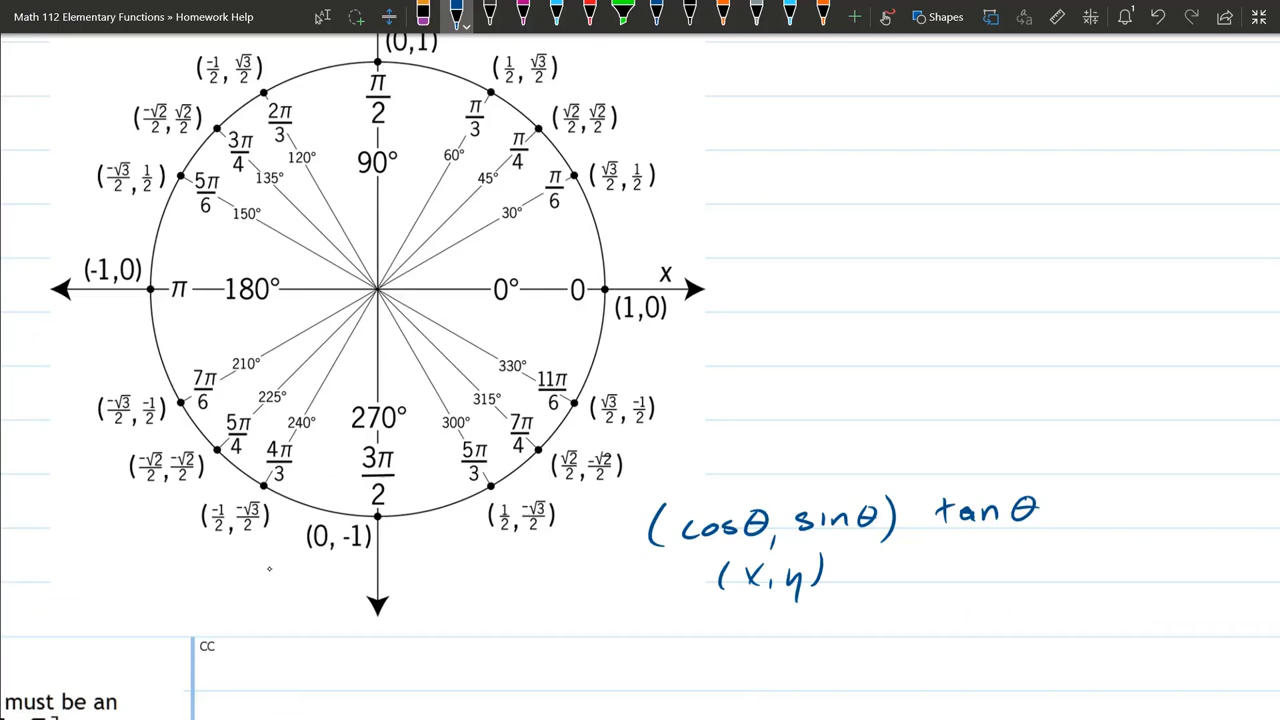 Math 112 Elementary Functions » Homework Help
Shapes
(0,1)
(-1/2, √3/2)
(1/2, √3/2)
(-√2/2, √2/2)
2π/3
π/2
π/3
(√2/2, √2/2)
3π/4
120°
90°
60°
π/4
(-√3/2, 1/2)
5π/6
135°
45°
π/6
(√3/2, 1/2)
150°
30°
(-1,0)
x
π
180°
0°
0
(1,0)
210°
330°
7π/6
225°
315°
11π/6
(-√3/2, -1/2)
(√3/2, -1/2)
5π/4
240°
270°
300°
7π/4
(-√2/2, -√2/2)
4π/3
3π/2
5π/3
(√2/2, -√2/2)
(-1/2, -√3/2)
(0, -1)
(1/2, -√3/2)
(cosθ, sinθ) tanθ
(x, y)
CC
must be an